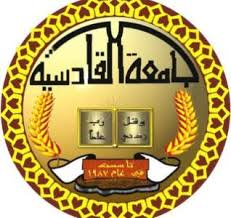 جامعة القادسية
وقل رب
زدني علماً
تأسست
في عام ١٩٨٧